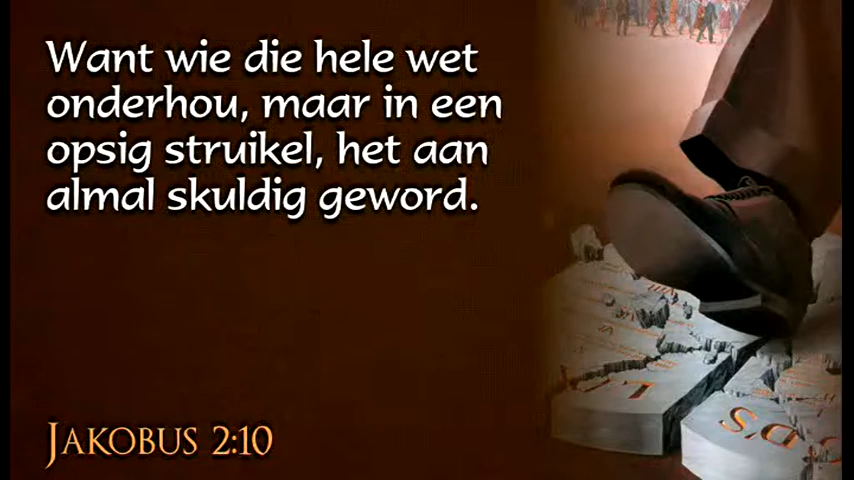 Want wie die hele wet
onderhou, maar in een
opsig struikel, het aan
almal skuldig geword.
Jakobus 2:10